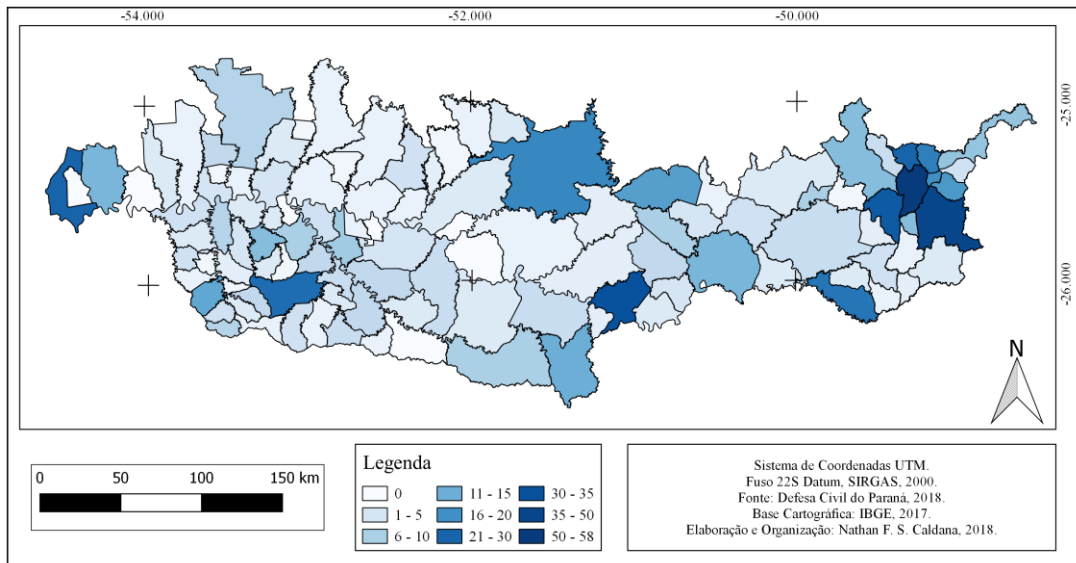 -54.000
-52.000
-50.000
-25.000
-26.000
N
0 50 100 150 km
Legenda
0
1 - 5
6 - 10
11 - 15
16 - 20
21 - 30
30 - 35
35 - 50
50 - 58
Sistema de Coordenadas UTM.
Fuso 22S Datum, SIRGAS, 2000.
Fonte: Defesa Civil do Paraná, 2018.
Base Cartográfica: IBGE, 2017.
Elaboração e Organização: Nathan F. S. Caldana, 2018.